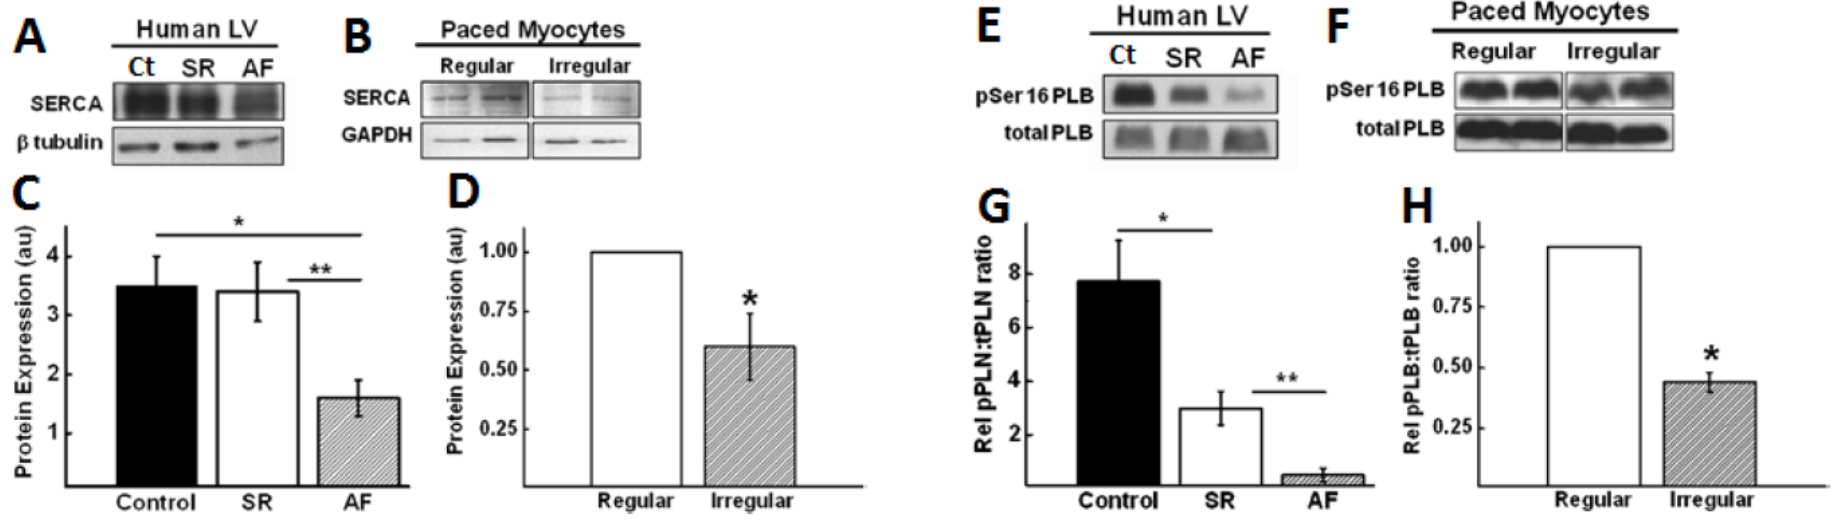 A
Human LV
Ct SR AF
SERCA
β tubulin
B
Paced Myocytes
Regular Irregular
SERCA
GAPDH
C
Protein Expression (au)
4
3
2
1
*
**
Control SR AF
D
Protein Expression (au)
1.00
0.75
0.50
0.25
*
Regular Irregular
E
Human LV
Ct SR AF
pSer 16 PLB
total PLB
F
Paced Myocytes
Regular Irregular
pSer 16 PLB
total PLB
G
Rel pPLN:tPLN ratio
8
6
4
2
*
**
Control SR AF
H
Rel pPLB:tPLB ratio
1.00
0.75
0.50
0.25
*
Regular Irregular